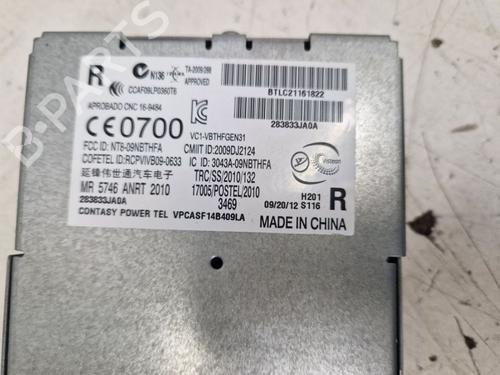 R
N136
TA-2009/288
APPROVED
CCAF09LP0360T8
BTLC21161822
APROBADO CNC 16-9484
283833JA0A
CE0700
VC1-VBTHFGEN31
FCC ID: NT8-09NBTHFA
CMIIT ID:2009DJ2124
COFETEL ID:RCPVIVB09-0633
IC ID: 3043A-09NBTHFA
延锋伟世通汽车电子
TRC/SS/2010/132
MR 5746 ANRT 2010
17005/POSTEL/2010
283833JA0A
3469
CONTASY POWER TEL VPCASF14B409LA
Visteon
H201
R
09/20/12 S116
MADE IN CHINA
B-PARTS